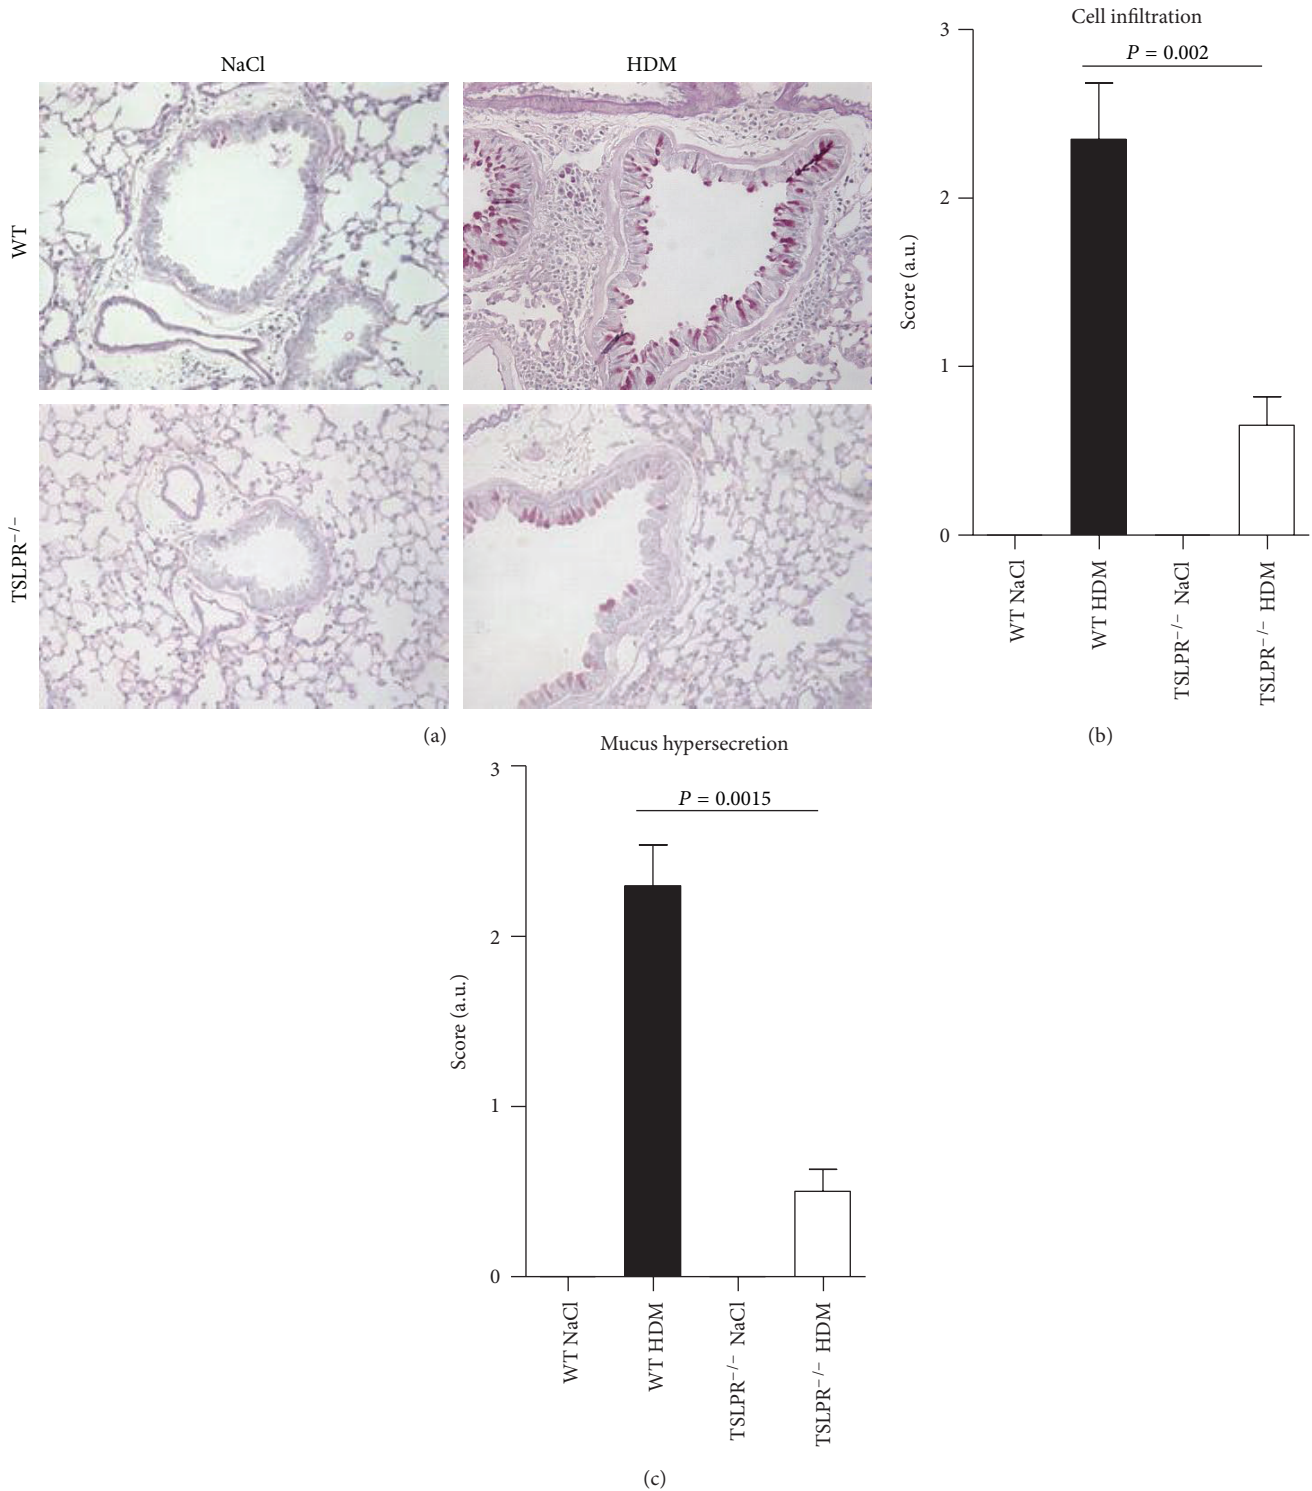 NaCl
HDM
WT
TSLPR⁻/⁻
(a)
Cell infiltration
P = 0.002
3
2
1
0
Score (a.u.)
WT NaCl
WT HDM
TSLPR⁻/⁻ NaCl
TSLPR⁻/⁻ HDM
(b)
Mucus hypersecretion
P = 0.0015
3
2
1
0
Score (a.u.)
WT NaCl
WT HDM
TSLPR⁻/⁻ NaCl
TSLPR⁻/⁻ HDM
(c)